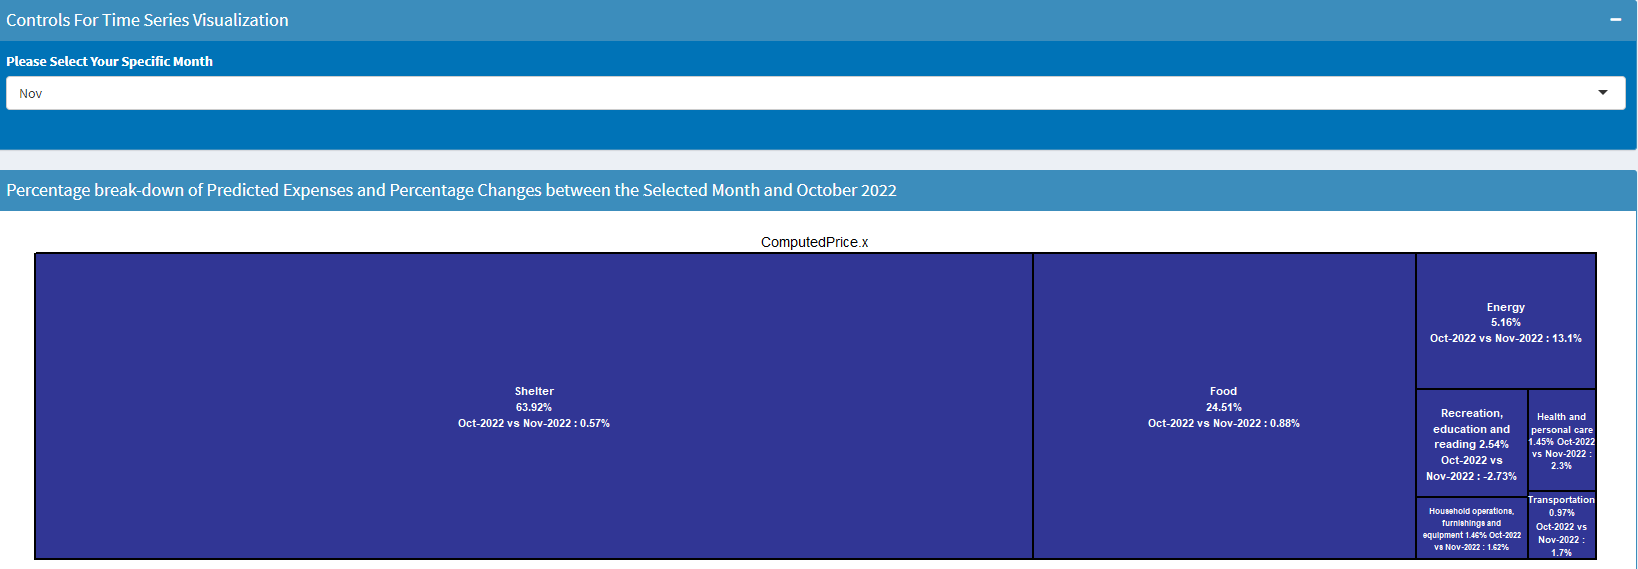 Controls For Time Series Visualization
Please Select Your Specific Month
Nov
Percentage break-down of Predicted Expenses and Percentage Changes between the Selected Month and October 2022
ComputedPrice.x
Shelter
63.92%
Oct-2022 vs Nov-2022 : 0.57%
Food
24.51%
Oct-2022 vs Nov-2022 : 0.88%
Energy
5.16%
Oct-2022 vs Nov-2022 : 13.1%
Recreation,
education and
reading 2.54%
Oct-2022 vs
Nov-2022 : -2.73%
Health and
personal care
1.45% Oct-2022
vs Nov-2022 :
2.3%
Household operations,
furnishings and
equipment 1.46% Oct-2022
vs Nov-2022 : 1.62%
Transportation
0.97%
Oct-2022 vs
Nov-2022 :
1.7%